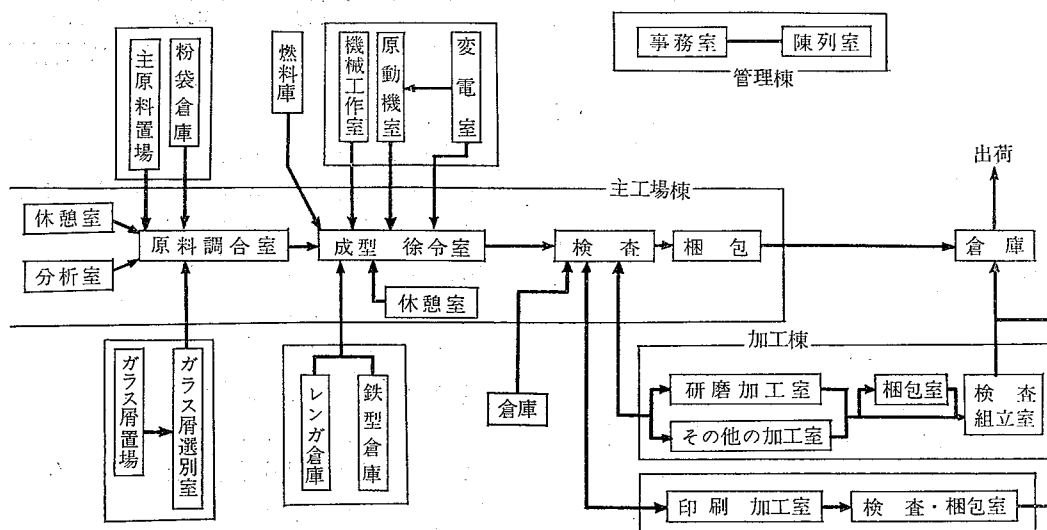 主原料置場
粉袋倉庫
燃料庫
機械工作室
原動機室
変電室
事務室
陳列室
管理棟
出荷
主工場棟
休憩室
分析室
原料調合室
成型 徐令室
検査
梱包
倉庫
休憩室
ガラス屑置場
ガラス屑選別室
レンガ倉庫
鉄型倉庫
倉庫
加工棟
研磨加工室
その他の加工室
梱包室
検査
組立室
印刷 加工室
検査・梱包室